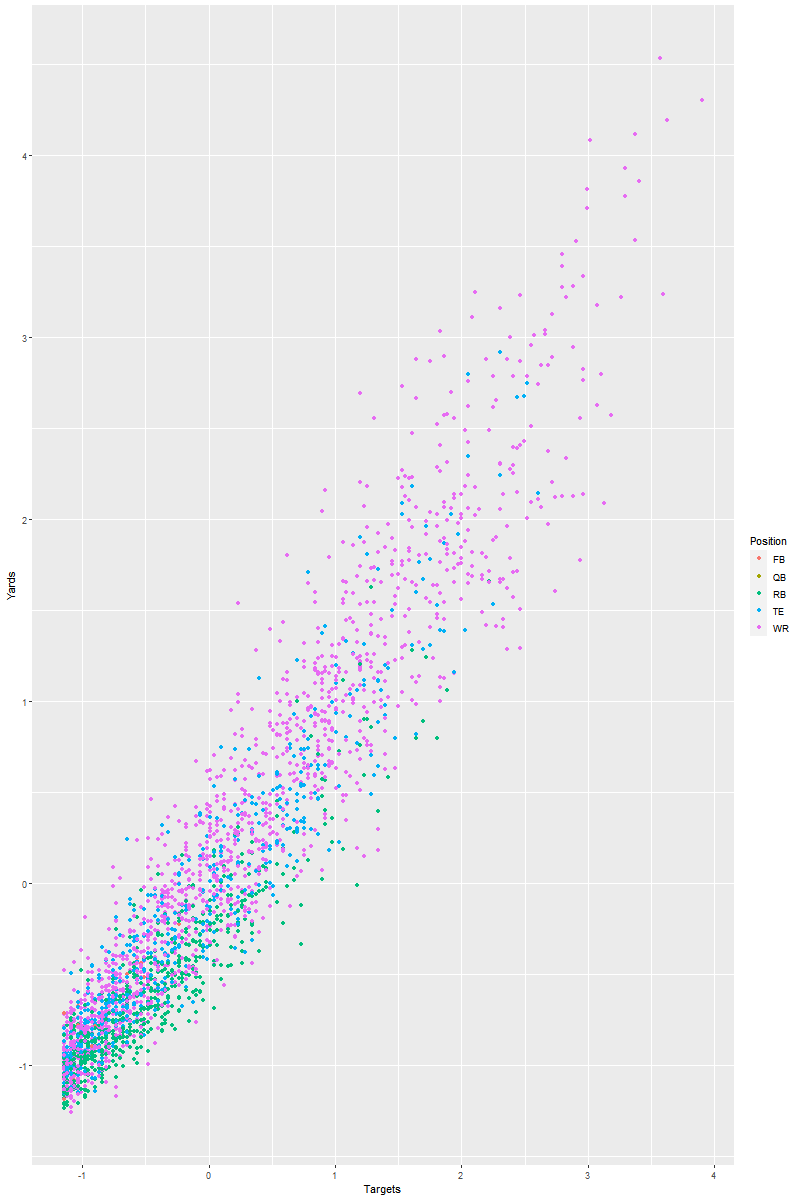 4
3
2
1
0
-1
Yards
-1 0 1 2 3 4
Targets
Position
FB
QB
RB
TE
WR